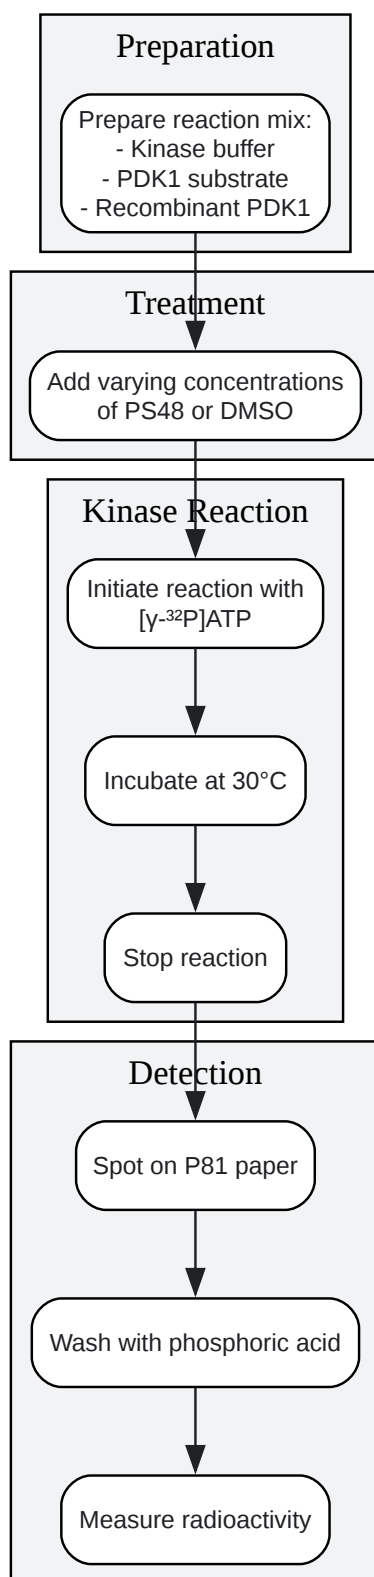 Preparation
Prepare reaction mix:
- Kinase buffer
- PDK1 substrate
- Recombinant PDK1
Treatment
Add varying concentrations
of PS48 or DMSO
Kinase Reaction
Initiate reaction with
[γ-³²P]ATP
Incubate at 30°C
Stop reaction
Detection
Spot on P81 paper
Wash with phosphoric acid
Measure radioactivity